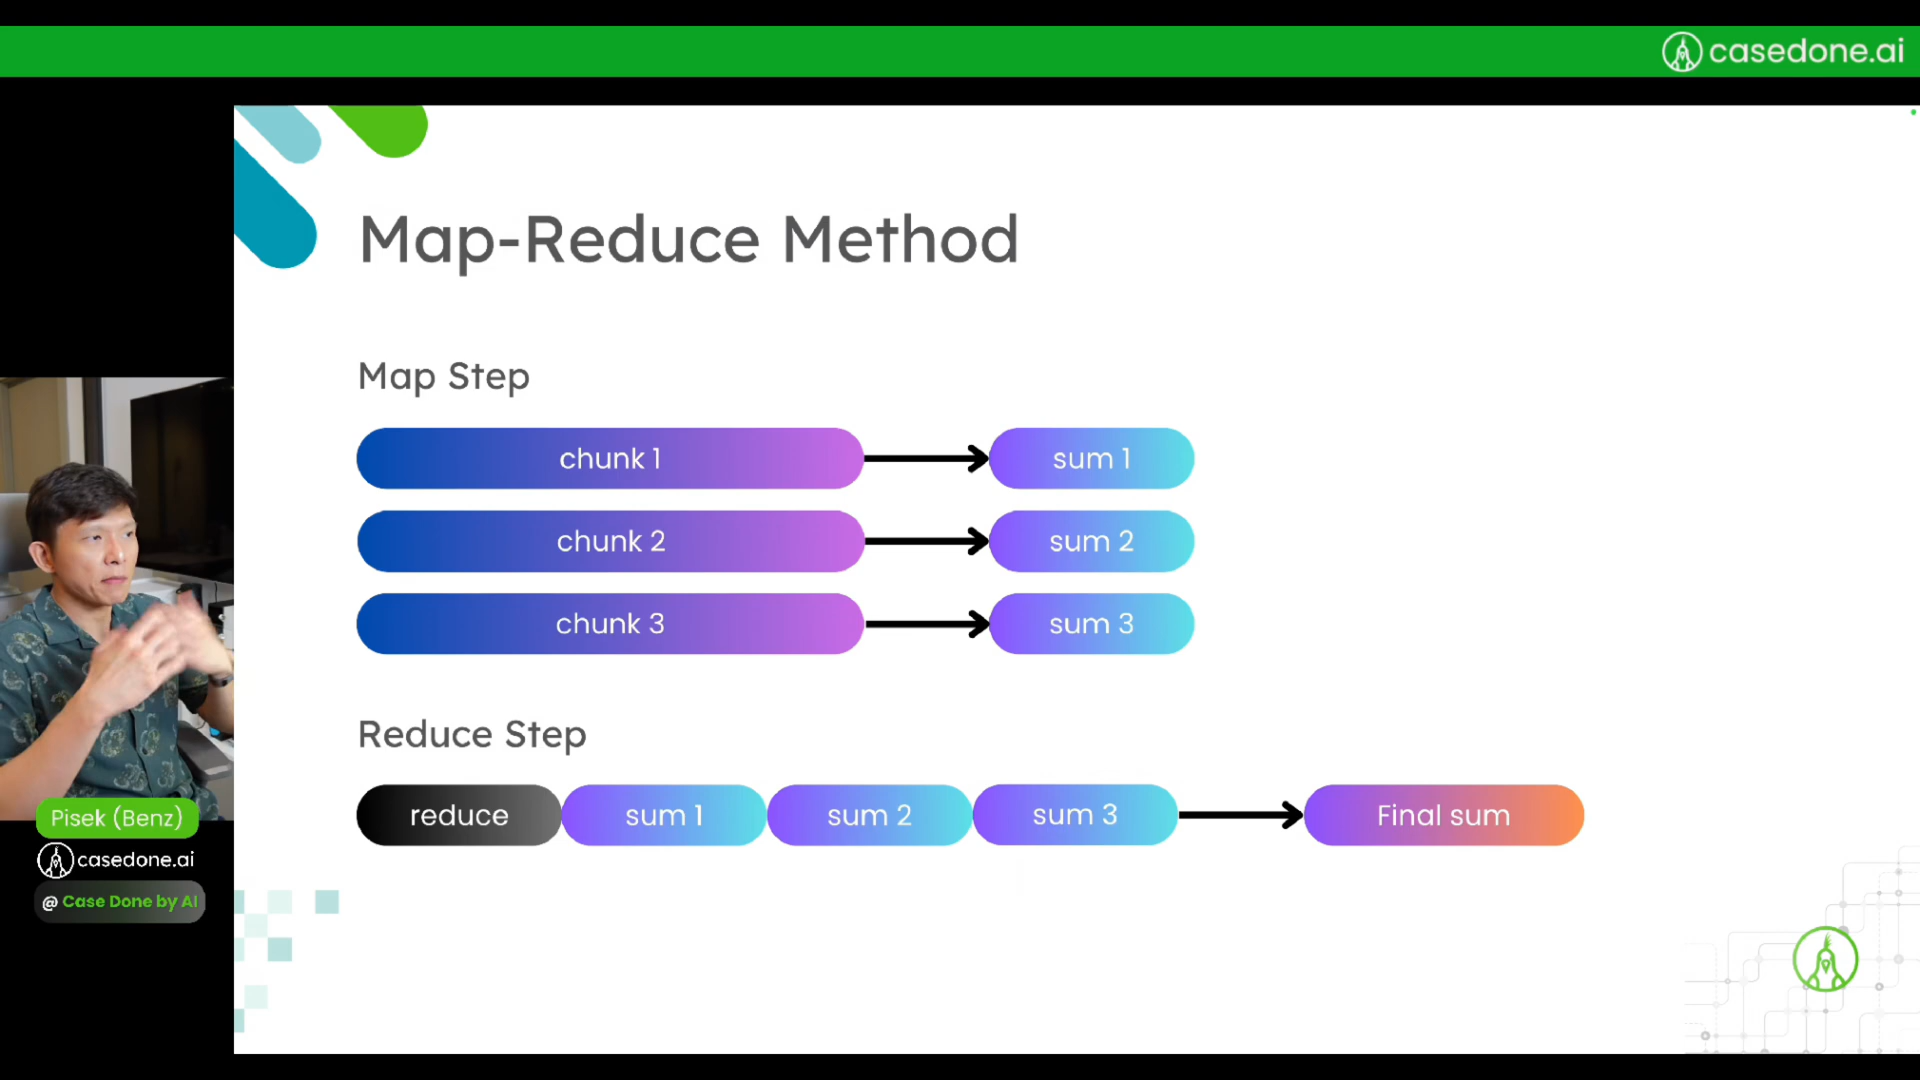 casedone.ai
Map-Reduce Method
Map Step
chunk 1
sum 1
chunk 2
sum 2
chunk 3
sum 3
Reduce Step
reduce
sum 1
sum 2
sum 3
Final sum
Pisek (Benz)
casedone.ai
@ Case Done by AI